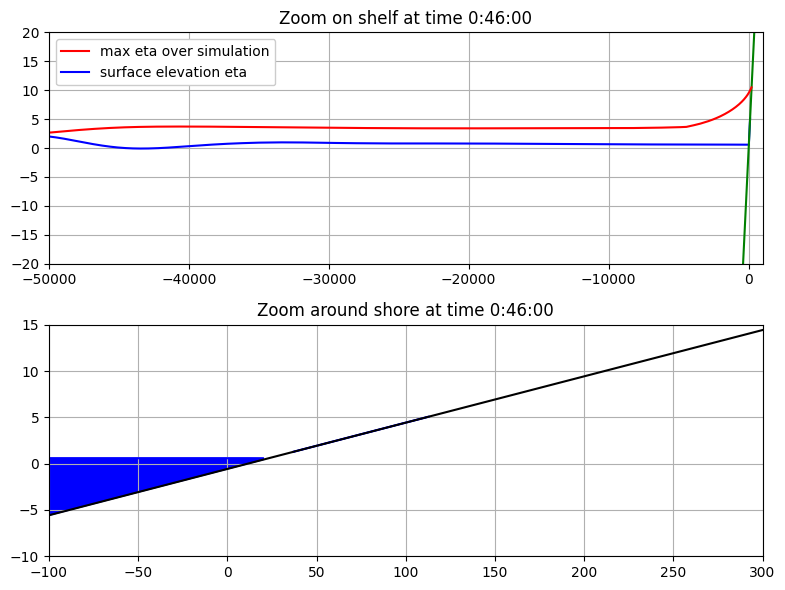 Zoom on shelf at time 0:46:00
20
15
10
5
0
−5
−10
−15
−20
max eta over simulation
surface elevation eta
−50000 −40000 −30000 −20000 −10000 0
Zoom around shore at time 0:46:00
15
10
5
0
−5
−10
−100 −50 0 50 100 150 200 250 300